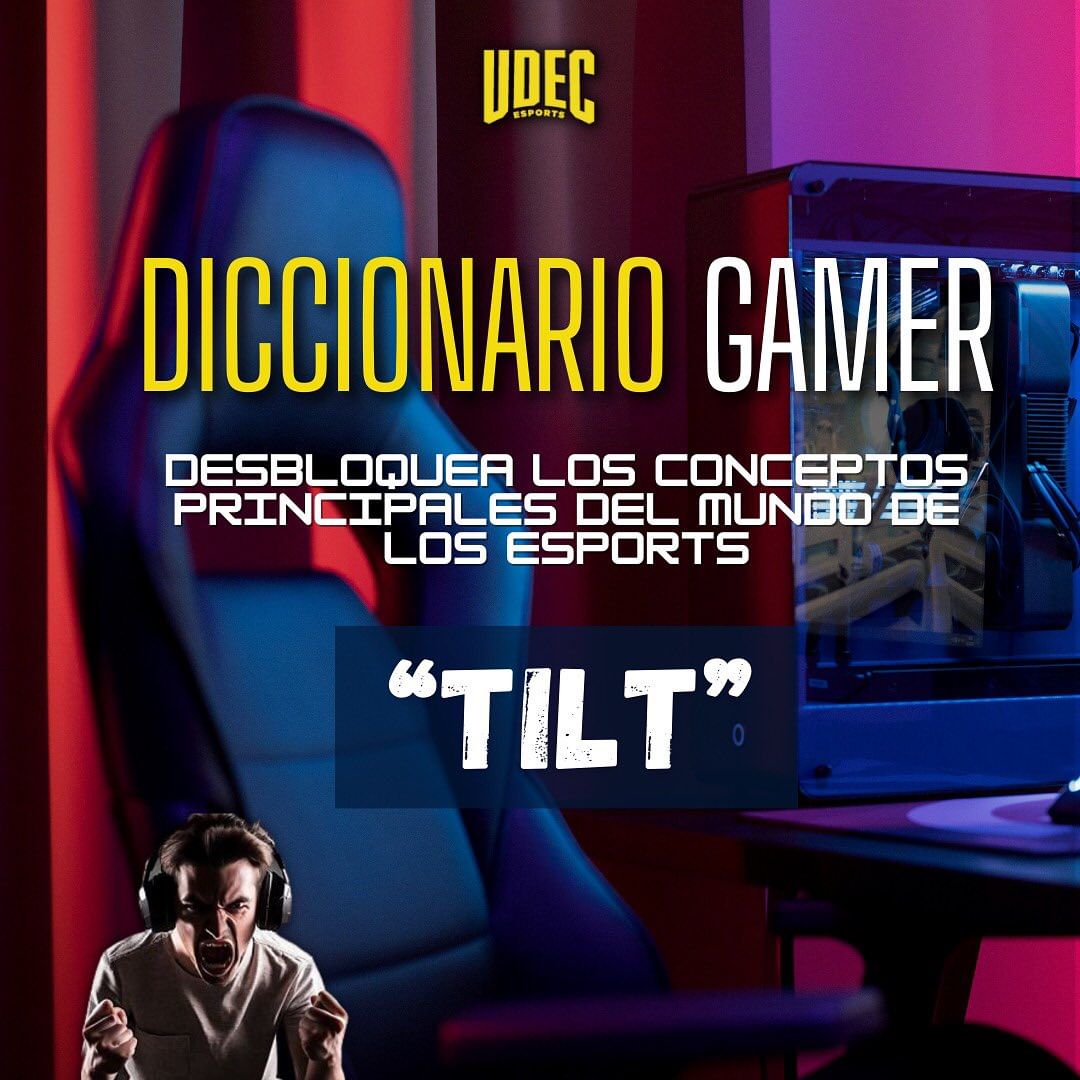 UDEC
ESPORTS
DICCIONARIO GAMER
DESBLOQUEA LOS CONCEPTOS
PRINCIPALES DEL MUNDO DE
LOS ESPORTS
“TILT”